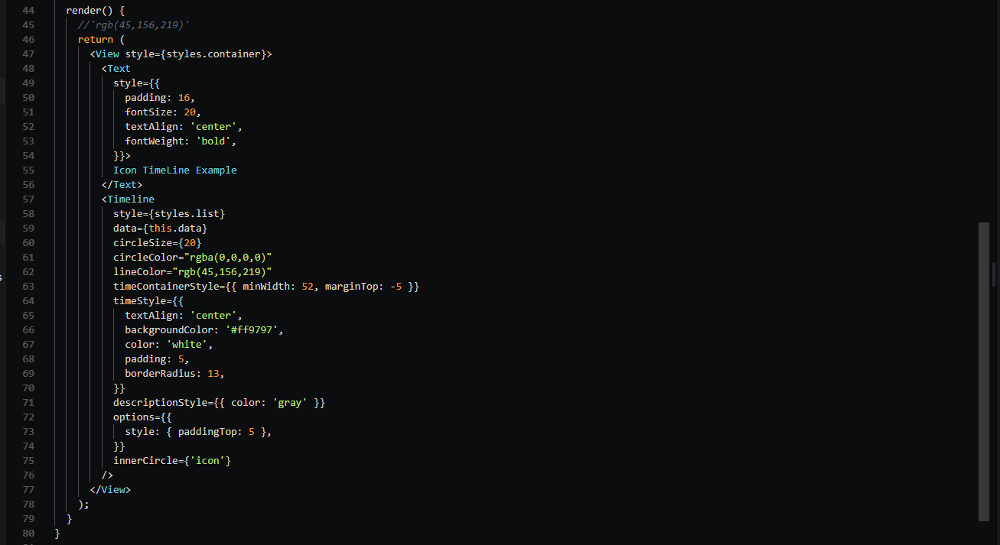 44 render() {
45 //'rgb(45,156,219)'
46 return (
47 <View style={styles.container}>
48 <Text
49 style={{
50 padding: 16,
51 fontSize: 20,
52 textAlign: 'center',
53 fontWeight: 'bold',
54 }}>
55 Icon TimeLine Example
56 </Text>
57 <Timeline
58 style={styles.list}
59 data={this.data}
60 circleSize={20}
61 circleColor="rgba(0,0,0,0)"
62 lineColor="rgb(45,156,219)"
63 timeContainerStyle={{ minWidth: 52, marginTop: -5 }}
64 timeStyle={{
65 textAlign: 'center',
66 backgroundColor: '#ff9797',
67 color: 'white',
68 padding: 5,
69 borderRadius: 13,
70 }}
71 descriptionStyle={{ color: 'gray' }}
72 options={{
73 style: { paddingTop: 5 },
74 }}
75 innerCircle={'icon'}
76 />
77 </View>
78 );
79 }
80 }